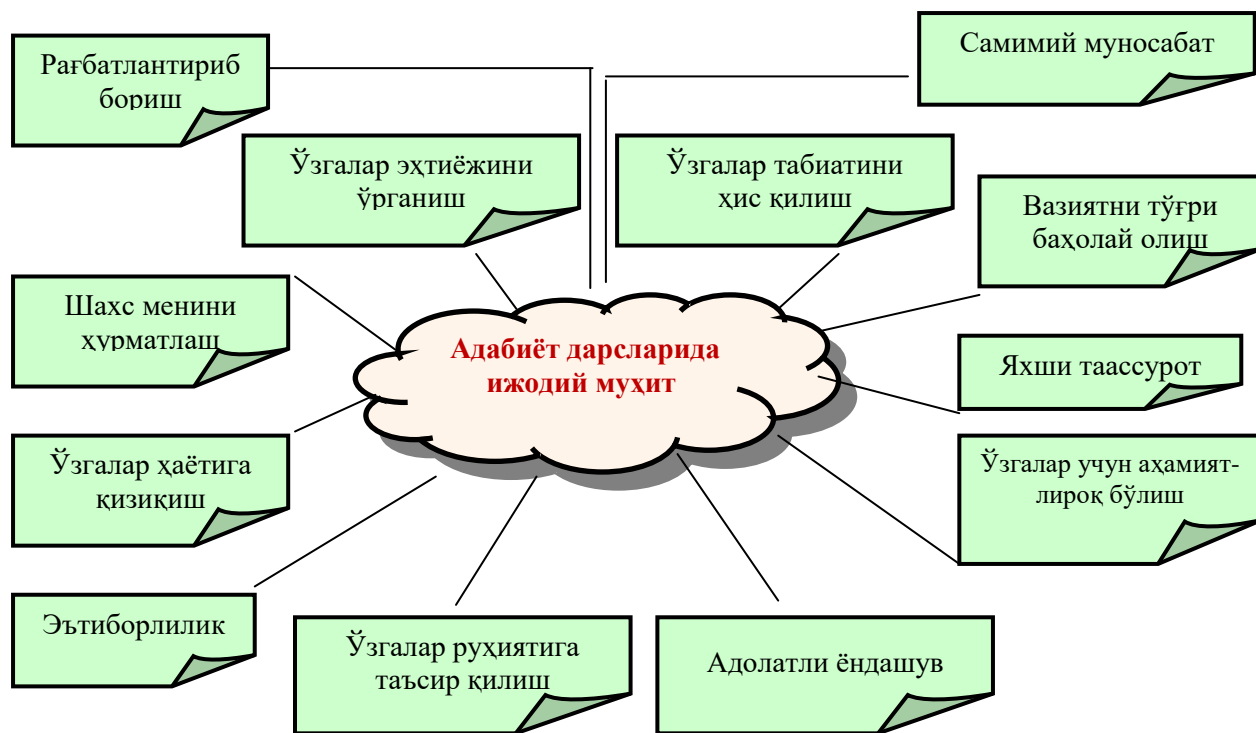 Рағбатлантириб
бориш
Самимий муносабат
Ўзгалар эҳтиёжини
ўрганиш
Ўзгалар табиатини
ҳис қилиш
Вазиятни тўғри
баҳолай олиш
Шахс менини
ҳурматлаш
Адабиёт дарсларида
ижодий муҳит
Яхши таассурот
Ўзгалар ҳаётига
қизиқиш
Ўзгалар учун аҳамият-
лироқ бўлиш
Эътиборлилик
Ўзгалар руҳиятига
таъсир қилиш
Адолатли ёндашув